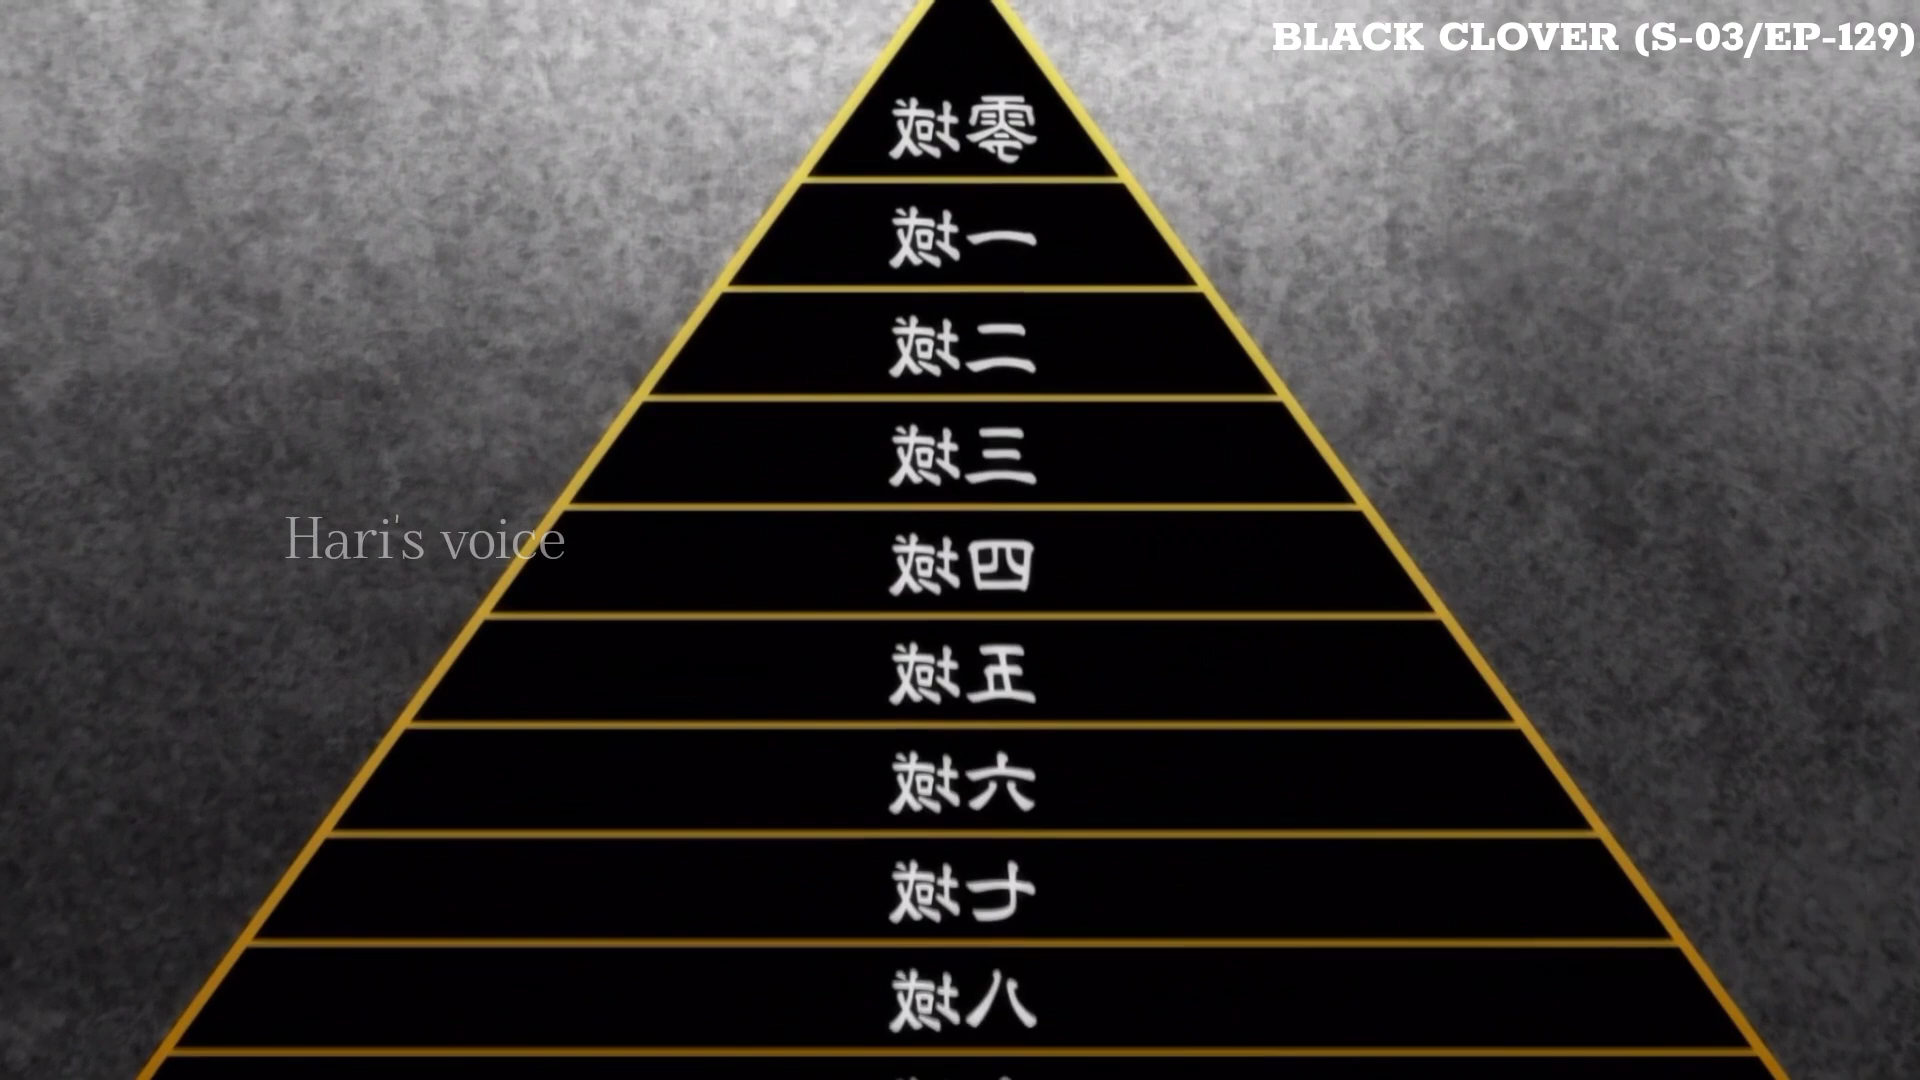 BLACK CLOVER (S-03/EP-129)
零域
一域
二域
三域
Hari's voice
四域
五域
六域
七域
八域